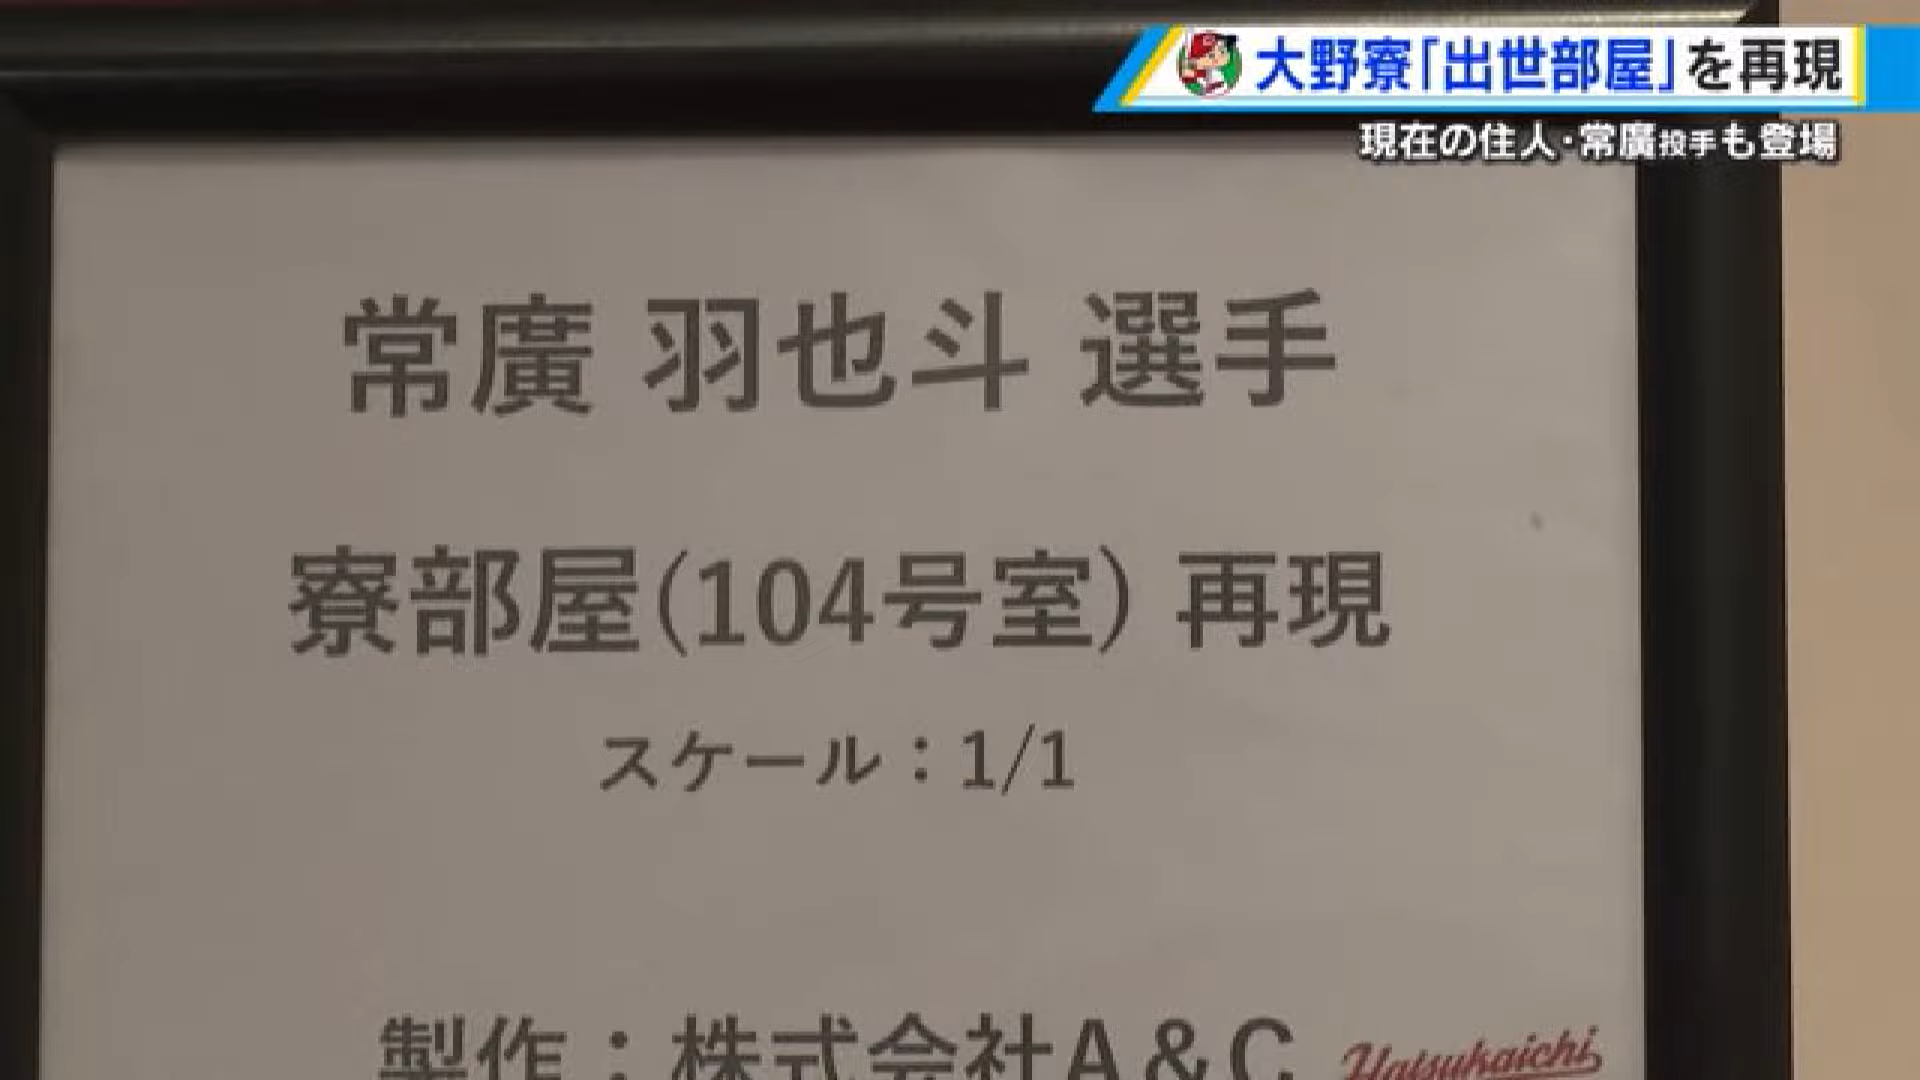 大野寮「出世部屋」を再現
現在の住人・常廣投手も登場
常廣 羽也斗 選手
寮部屋(104号室) 再現
スケール：1/1
製作：株式会社A&C
Hatsukaichi